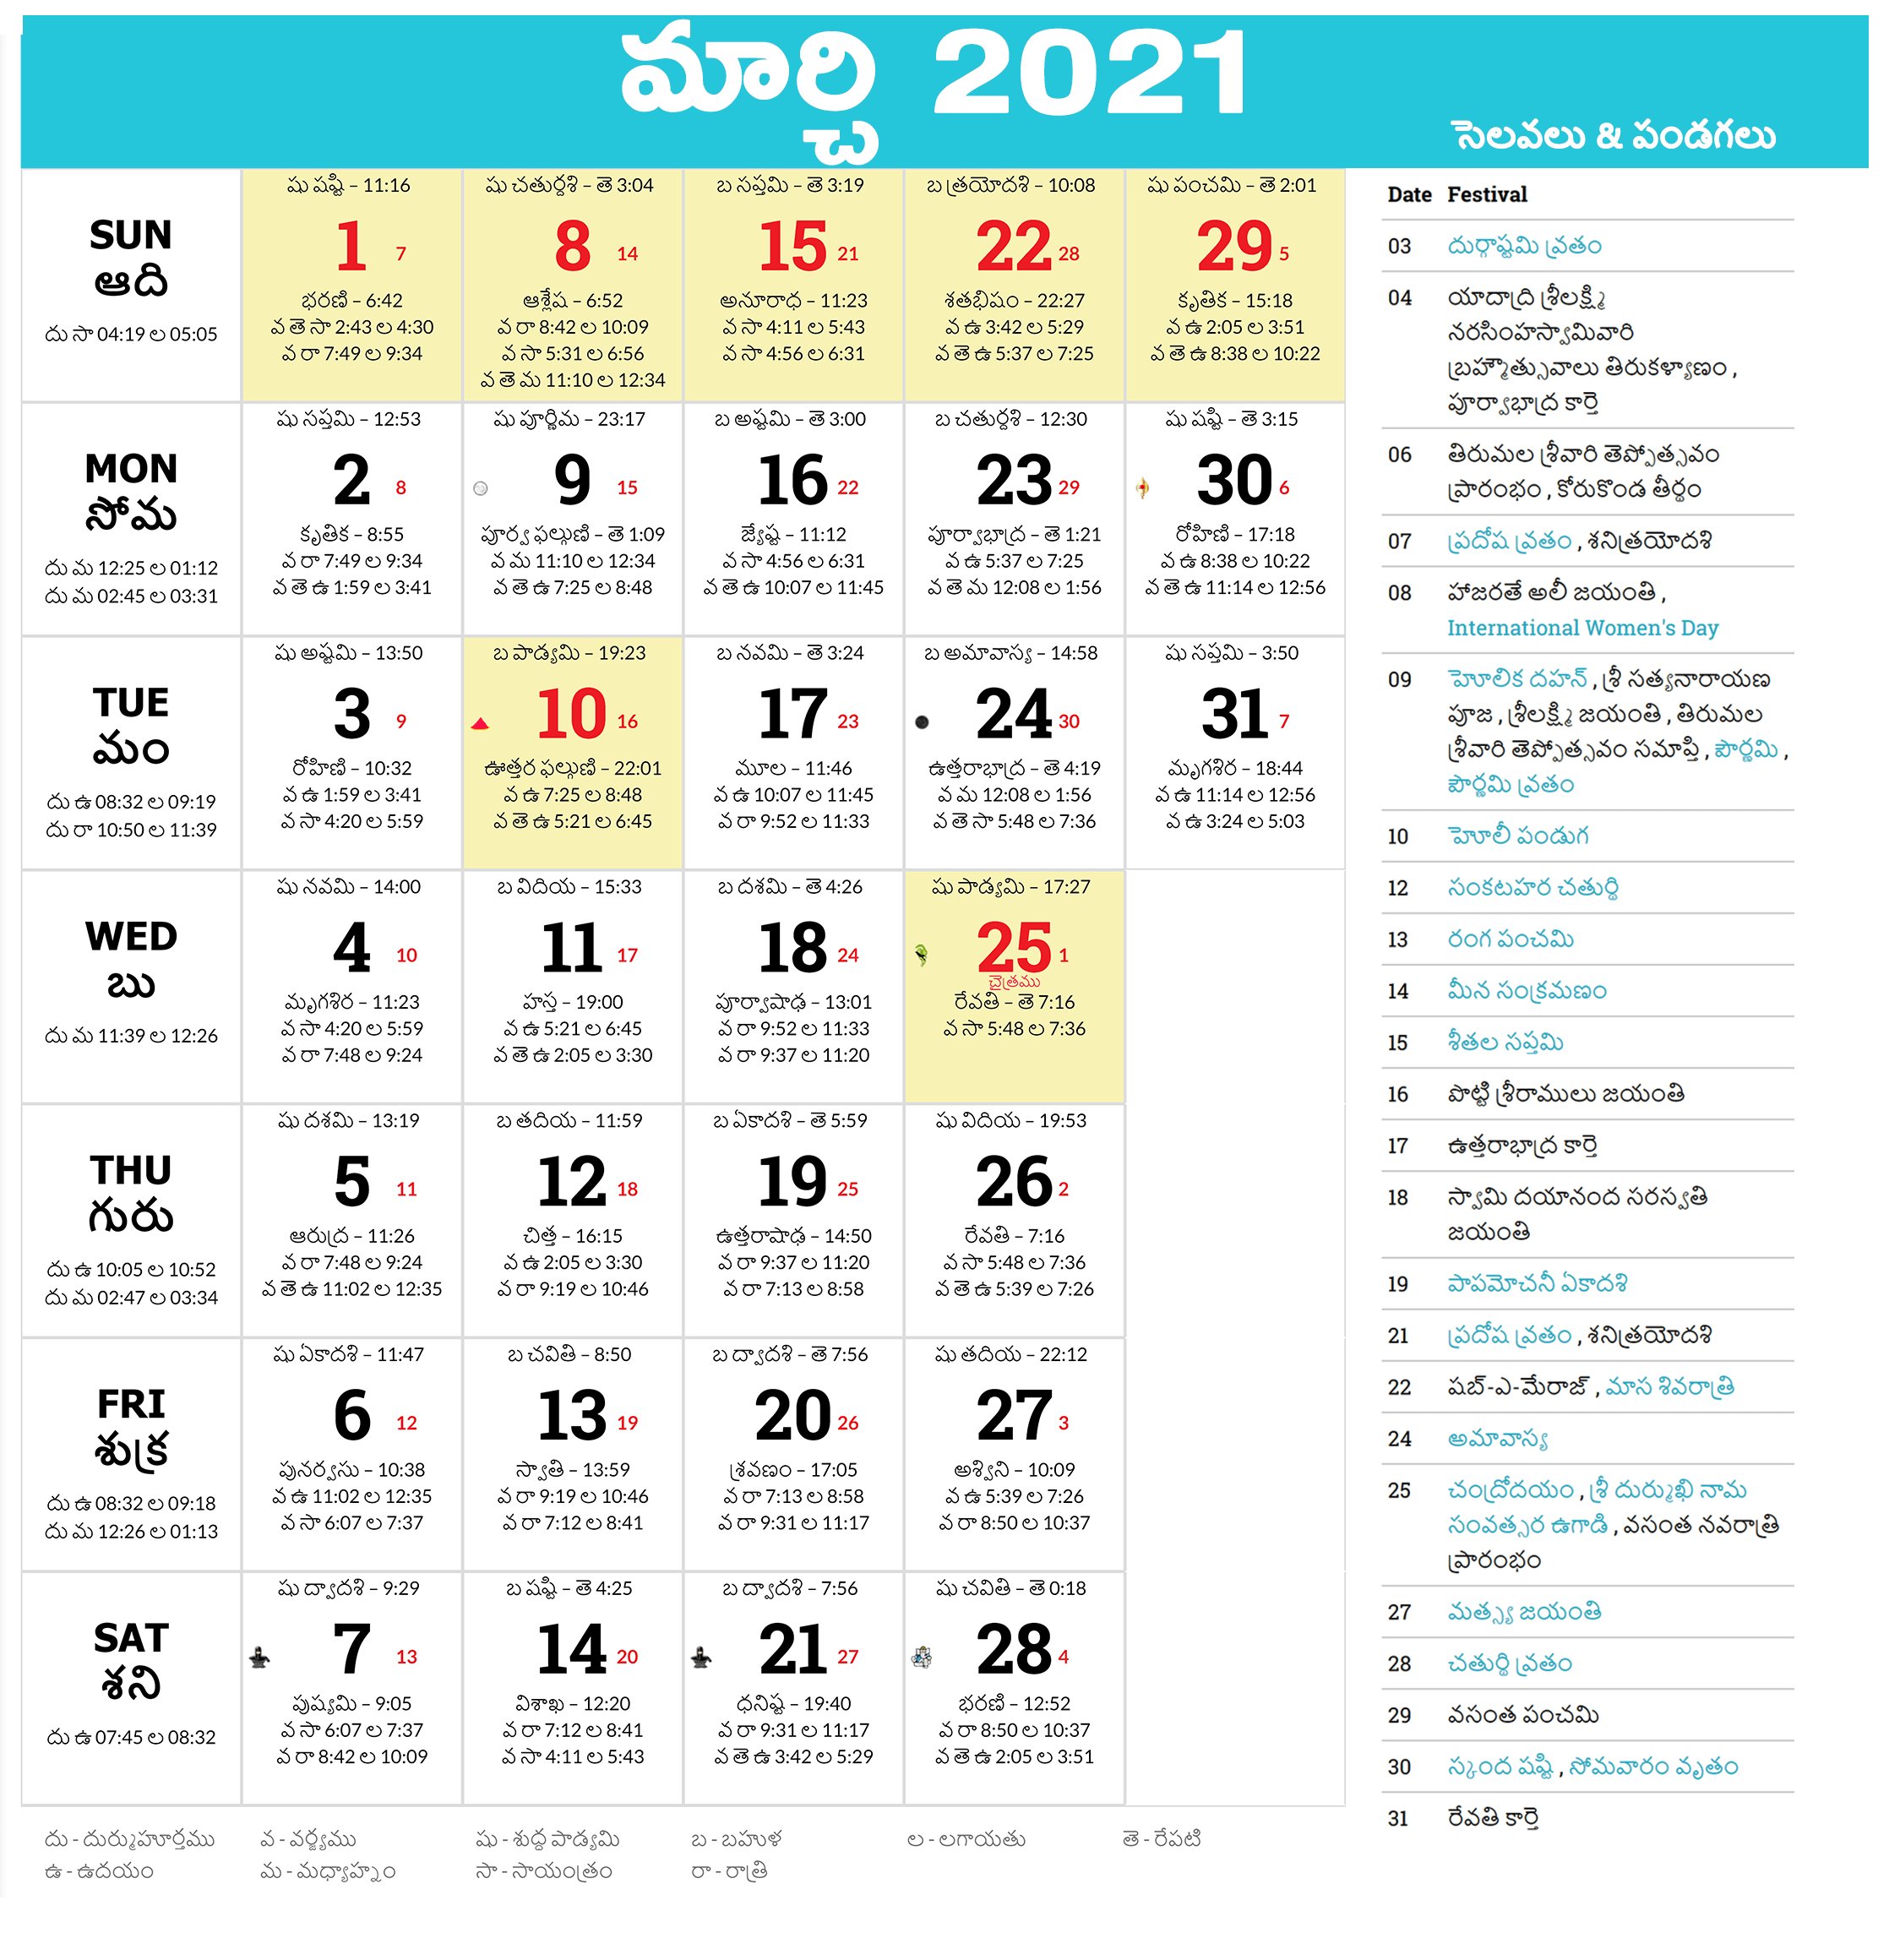 మార్చి 2021
సెలవలు & పండగలు
SUN
ఆది
దు సా 04:19 ల 05:05
షు షష్టి – 11:16
1 7
భరణి – 6:42
వ తె సా 2:43 ల 4:30
వ రా 7:49 ల 9:34
షు చతుర్దశి – తె 3:04
8 14
ఆశ్లేష – 6:52
వ రా 8:42 ల 10:09
వ సా 5:31 ల 6:56
వ తె మ 11:10 ల 12:34
బ సప్తమి – తె 3:19
15 21
అనూరాధ – 11:23
వ సా 4:11 ల 5:43
వ సా 4:56 ల 6:31
బ త్రయోదశి – 10:08
22 28
శతభిషం – 22:27
వ ఉ 3:42 ల 5:29
వ తె ఉ 5:37 ల 7:25
షు పంచమి – తె 2:01
29 5
కృతిక – 15:18
వ ఉ 2:05 ల 3:51
వ తె ఉ 8:38 ల 10:22
MON
సోమ
దు మ 12:25 ల 01:12
దు మ 02:45 ల 03:31
షు సప్తమి – 12:53
2 8
కృతిక – 8:55
వ రా 7:49 ల 9:34
వ తె ఉ 1:59 ల 3:41
షు పూర్ణిమ – 23:17
9 15
పూర్వ ఫల్గుణి – తె 1:09
వ మ 11:10 ల 12:34
వ తె ఉ 7:25 ల 8:48
బ అష్టమి – తె 3:00
16 22
జ్యేష్ట – 11:12
వ సా 4:56 ల 6:31
వ తె ఉ 10:07 ల 11:45
బ చతుర్దశి – 12:30
23 29
పూర్వాభాద్ర – తె 1:21
వ ఉ 5:37 ల 7:25
వ తె మ 12:08 ల 1:56
షు షష్టి – తె 3:15
30 6
రోహిణి – 17:18
వ ఉ 8:38 ల 10:22
వ తె ఉ 11:14 ల 12:56
TUE
మం
దు ఉ 08:32 ల 09:19
దు రా 10:50 ల 11:39
షు అష్టమి – 13:50
3 9
రోహిణి – 10:32
వ ఉ 1:59 ల 3:41
వ సా 4:20 ల 5:59
బ పాడ్యమి – 19:23
10 16
ఊత్తర ఫల్గుణి – 22:01
వ ఉ 7:25 ల 8:48
వ తె ఉ 5:21 ల 6:45
బ నవమి – తె 3:24
17 23
మూల – 11:46
వ ఉ 10:07 ల 11:45
వ రా 9:52 ల 11:33
బ అమావాస్య – 14:58
24 30
ఉత్తరాభాద్ర – తె 4:19
వ మ 12:08 ల 1:56
వ తె సా 5:48 ల 7:36
షు సప్తమి – 3:50
31 7
మృగశిర – 18:44
వ ఉ 11:14 ల 12:56
వ ఉ 3:24 ల 5:03
WED
బు
దు మ 11:39 ల 12:26
షు నవమి – 14:00
4 10
మృగశిర – 11:23
వ సా 4:20 ల 5:59
వ రా 7:48 ల 9:24
బ విదియ – 15:33
11 17
హస్త – 19:00
వ ఉ 5:21 ల 6:45
వ తె ఉ 2:05 ల 3:30
బ దశమి – తె 4:26
18 24
పూర్వాషాఢ – 13:01
వ రా 9:52 ల 11:33
వ రా 9:37 ల 11:20
షు పాడ్యమి – 17:27
25 1
చైత్రము
రేవతి – తె 7:16
వ సా 5:48 ల 7:36
THU
గురు
దు ఉ 10:05 ల 10:52
దు మ 02:47 ల 03:34
షు దశమి – 13:19
5 11
ఆరుద్ర – 11:26
వ రా 7:48 ల 9:24
వ తె ఉ 11:02 ల 12:35
బ తదియ – 11:59
12 18
చిత్త – 16:15
వ ఉ 2:05 ల 3:30
వ రా 9:19 ల 10:46
బ ఏకాదశి – తె 5:59
19 25
ఉత్తరాషాఢ – 14:50
వ రా 9:37 ల 11:20
వ రా 7:13 ల 8:58
షు విదియ – 19:53
26 2
రేవతి – 7:16
వ సా 5:48 ల 7:36
వ తె ఉ 5:39 ల 7:26
FRI
శుక్ర
దు ఉ 08:32 ల 09:18
దు మ 12:26 ల 01:13
షు ఏకాదశి – 11:47
6 12
పునర్వసు – 10:38
వ ఉ 11:02 ల 12:35
వ సా 6:07 ల 7:37
బ చవితి – 8:50
13 19
స్వాతి – 13:59
వ రా 9:19 ల 10:46
వ రా 7:12 ల 8:41
బ ద్వాదశి – తె 7:56
20 26
శ్రవణం – 17:05
వ రా 7:13 ల 8:58
వ రా 9:31 ల 11:17
షు తదియ – 22:12
27 3
అశ్విని – 10:09
వ ఉ 5:39 ల 7:26
వ రా 8:50 ల 10:37
SAT
శని
దు ఉ 07:45 ల 08:32
షు ద్వాదశి – 9:29
7 13
పుష్యమి – 9:05
వ సా 6:07 ల 7:37
వ రా 8:42 ల 10:09
బ షష్టి – తె 4:25
14 20
విశాఖ – 12:20
వ రా 7:12 ల 8:41
వ సా 4:11 ల 5:43
బ ద్వాదశి – 7:56
21 27
ధనిష్ట – 19:40
వ రా 9:31 ల 11:17
వ తె ఉ 3:42 ల 5:29
షు చవితి – తె 0:18
28 4
భరణి – 12:52
వ రా 8:50 ల 10:37
వ తె ఉ 2:05 ల 3:51
దు - దుర్ముహూర్తము వ - వర్జ్యము షు - శుద్ధ పాడ్యమి బ - బహుళ ల - లగాయతు తె - రేపటి
ఉ - ఉదయం మ - మధ్యాహ్నం సా - సాయంత్రం రా - రాత్రి
Date Festival
03 దుర్గాష్టమి వ్రతం
04 యాదాద్రి శ్రీలక్ష్మి
నరసింహస్వామివారి
బ్రహ్మోత్సువాలు తిరుకళ్యాణం ,
పూర్వాభాద్ర కార్తె
06 తిరుమల శ్రీవారి తెప్పోత్సవం
ప్రారంభం , కోరుకొండ తీర్థం
07 ప్రదోష వ్రతం , శనిత్రయోదశి
08 హాజరతే అలీ జయంతి ,
International Women's Day
09 హెూలిక దహన్ , శ్రీ సత్యనారాయణ
పూజ , శ్రీలక్ష్మి జయంతి , తిరుమల
శ్రీవారి తెప్పోత్సవం సమాప్తి , పౌర్ణమి ,
పౌర్ణమి వ్రతం
10 హెూలీ పండుగ
12 సంకటహర చతుర్థి
13 రంగ పంచమి
14 మీన సంక్రమణం
15 శీతల సప్తమి
16 పొట్టి శ్రీరాములు జయంతి
17 ఉత్తరాభాద్ర కార్తె
18 స్వామి దయానంద సరస్వతి
జయంతి
19 పాపమోచనీ ఏకాదశి
21 ప్రదోష వ్రతం , శనిత్రయోదశి
22 షబ్-ఎ-మేరాజ్ , మాస శివరాత్రి
24 అమావాస్య
25 చంద్రోదయం , శ్రీ దుర్ముఖి నామ
సంవత్సర ఉగాడి , వసంత నవరాత్రి
ప్రారంభం
27 మత్స్య జయంతి
28 చతుర్థి వ్రతం
29 వసంత పంచమి
30 స్కంద షష్టి , సోమవారం వృతం
31 రేవతి కార్తె